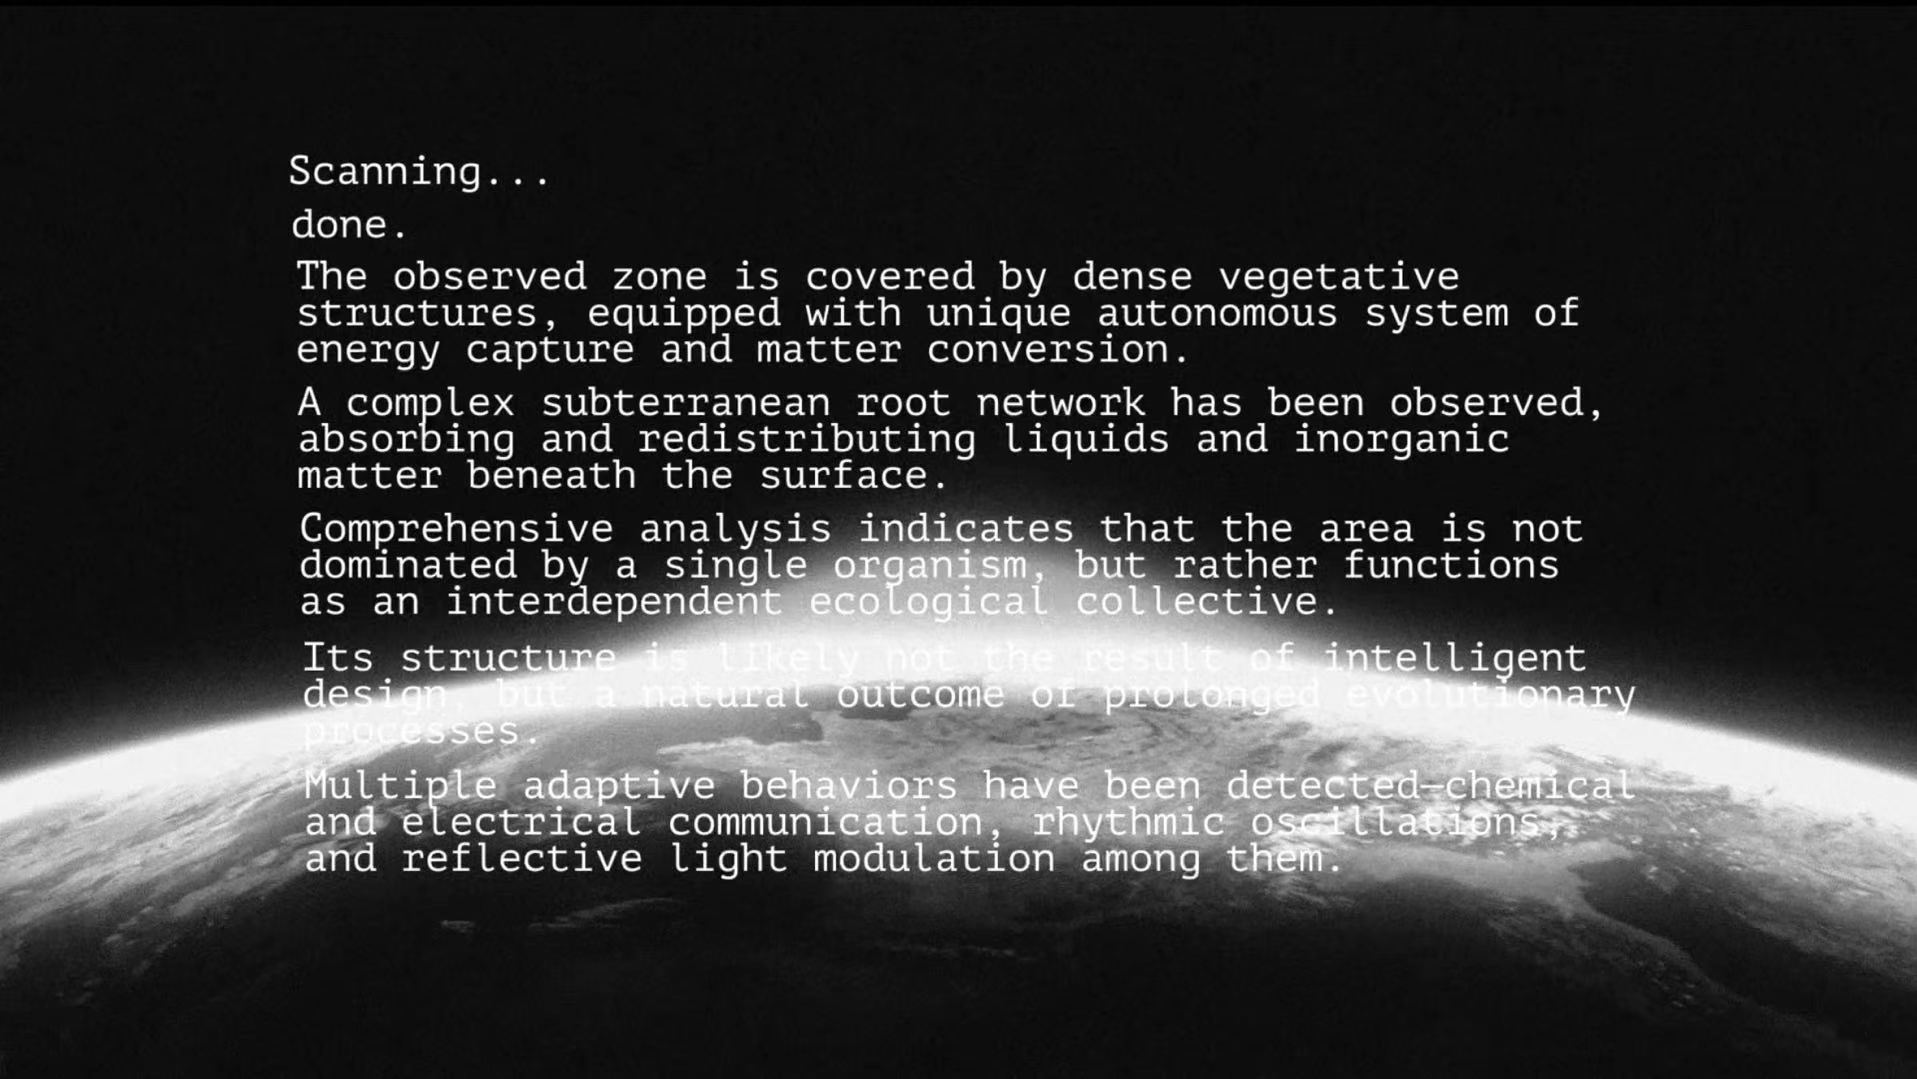 Scanning...
done.
The observed zone is covered by dense vegetative
structures, equipped with unique autonomous system of
energy capture and matter conversion.
A complex subterranean root network has been observed,
absorbing and redistributing liquids and inorganic
matter beneath the surface.
Comprehensive analysis indicates that the area is not
dominated by a single organism, but rather functions
as an interdependent ecological collective.
Its structure is likely not the result of intelligent
design, but a natural outcome of prolonged evolutionary
processes.
Multiple adaptive behaviors have been detected—chemical
and electrical communication, rhythmic oscillations,
and reflective light modulation among them.